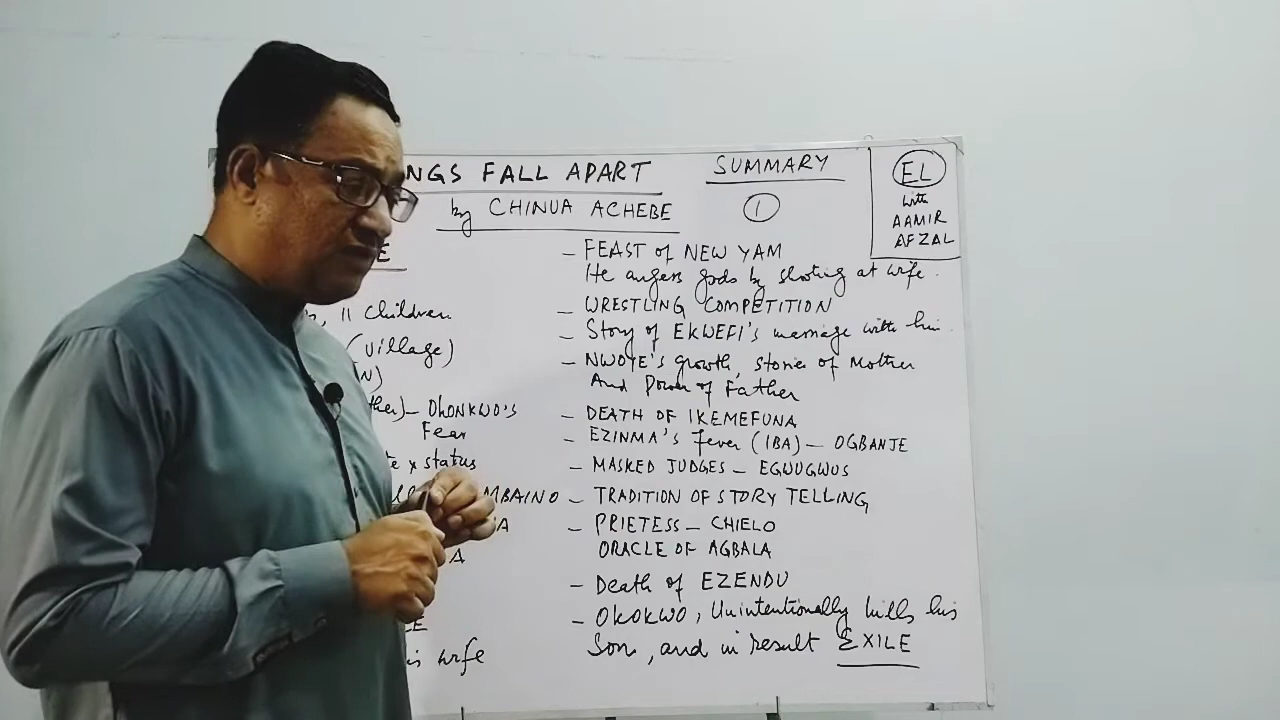 NGS FALL APART
SUMMARY
by CHINUA ACHEBE
1
EL
with
AAMIR
AFZAL
E
11 Children
(Village)
N)
ther) – OKONKWO'S
Fear
te & status
MBAINO
A
A
E
is wife
– FEAST of NEW YAM
He angers gods by shooting at wife.
– WRESTLING COMPETITION
– Story of EKWEFI'S marriage with him
– NWOYE'S growth, stories of Mother
And Power of Father
– DEATH OF IKEMEFUNA
– EZINMA'S fever (IBA) – OGBANJE
– MASKED JUDGES – EGWUGWUS
– TRADITION OF STORY TELLING
– PRIETESS – CHIELO
ORACLE OF AGBALA
– Death of EZENDU
– OKOKWO, Unintentionally kills his
Son, and in result EXILE